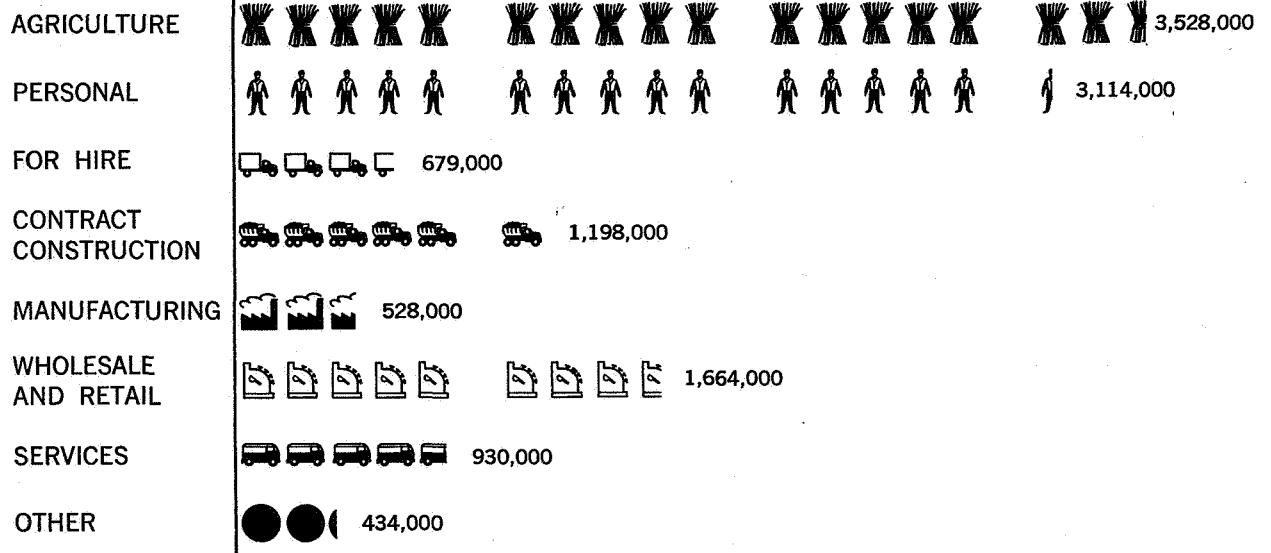 AGRICULTURE 3,528,000
PERSONAL 3,114,000
FOR HIRE 679,000
CONTRACT
CONSTRUCTION 1,198,000
MANUFACTURING 528,000
WHOLESALE
AND RETAIL 1,664,000
SERVICES 930,000
OTHER 434,000